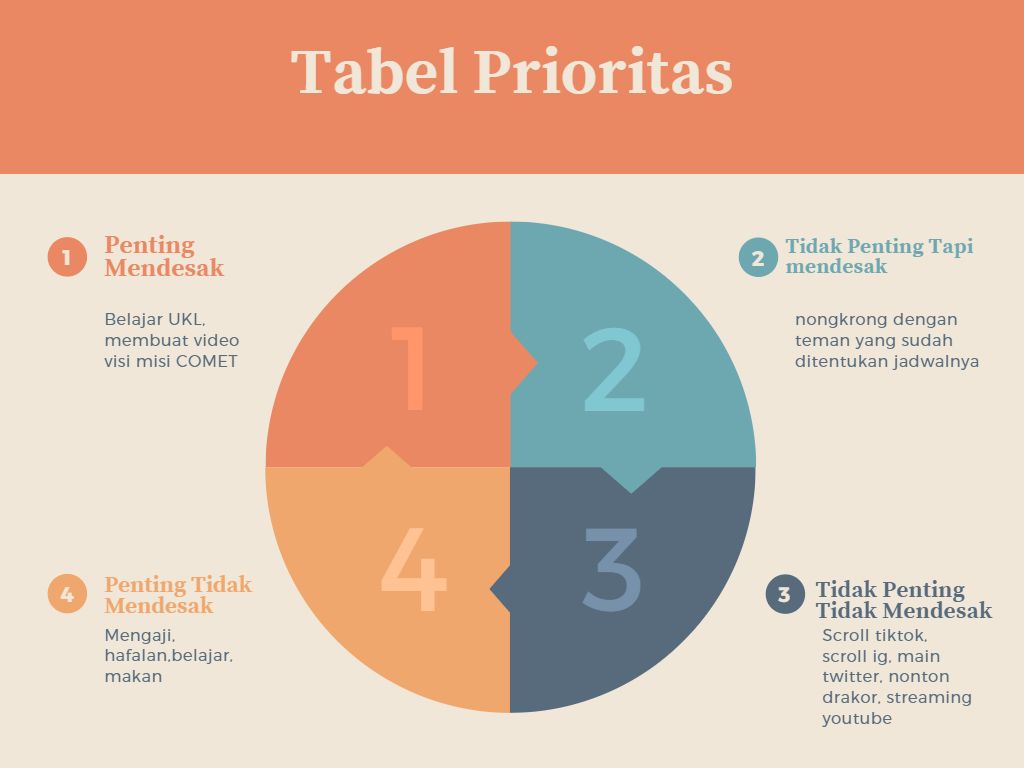 Tabel Prioritas
1
Penting
Mendesak
Belajar UKL,
membuat video
visi misi COMET
2
Tidak Penting Tapi
mendesak
nongkrong dengan
teman yang sudah
ditentukan jadwalnya
1
2
4
3
4
Penting Tidak
Mendesak
Mengaji,
hafalan,belajar,
makan
3
Tidak Penting
Tidak Mendesak
Scroll tiktok,
scroll ig, main
twitter, nonton
drakor, streaming
youtube